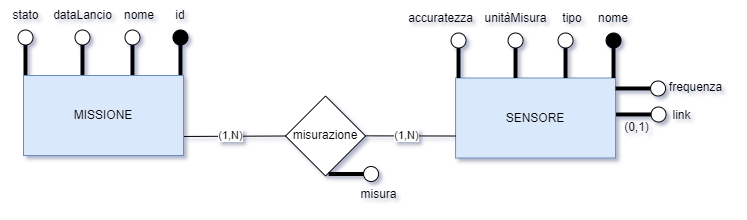 stato dataLancio nome id
accuratezza unitàMisura tipo nome
MISSIONE
(1,N)
misurazione
(1,N)
SENSORE
frequenza
link
(0,1)
misura